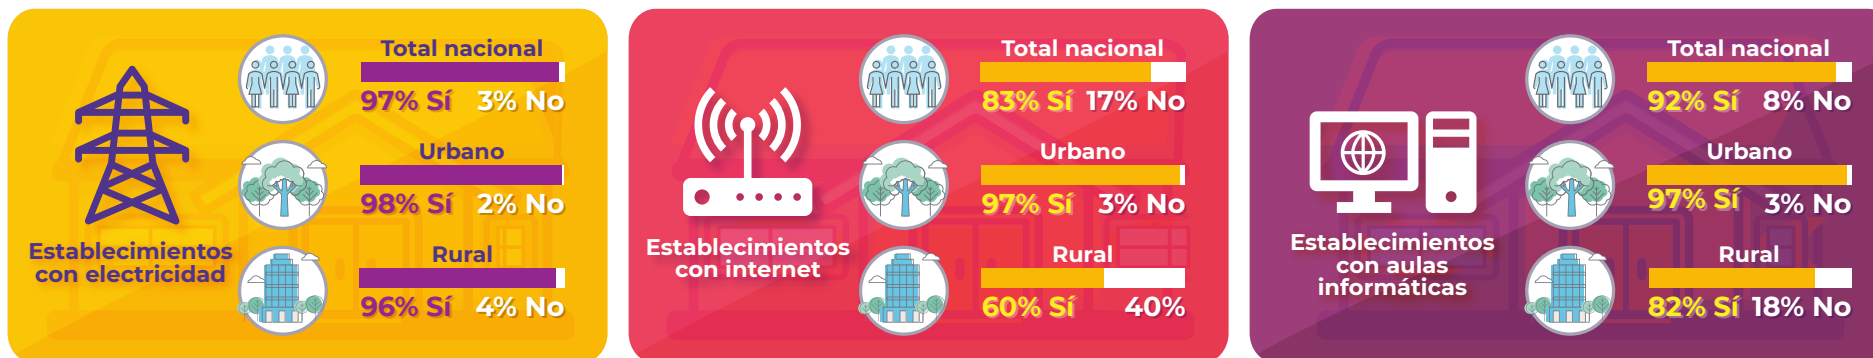 Establecimientos
con electricidad
Total nacional
97% Sí 3% No
Urbano
98% Sí 2% No
Rural
96% Sí 4% No
Establecimientos
con internet
Total nacional
83% Sí 17% No
Urbano
97% Sí 3% No
Rural
60% Sí 40%
Establecimientos
con aulas
informáticas
Total nacional
92% Sí 8% No
Urbano
97% Sí 3% No
Rural
82% Sí 18% No